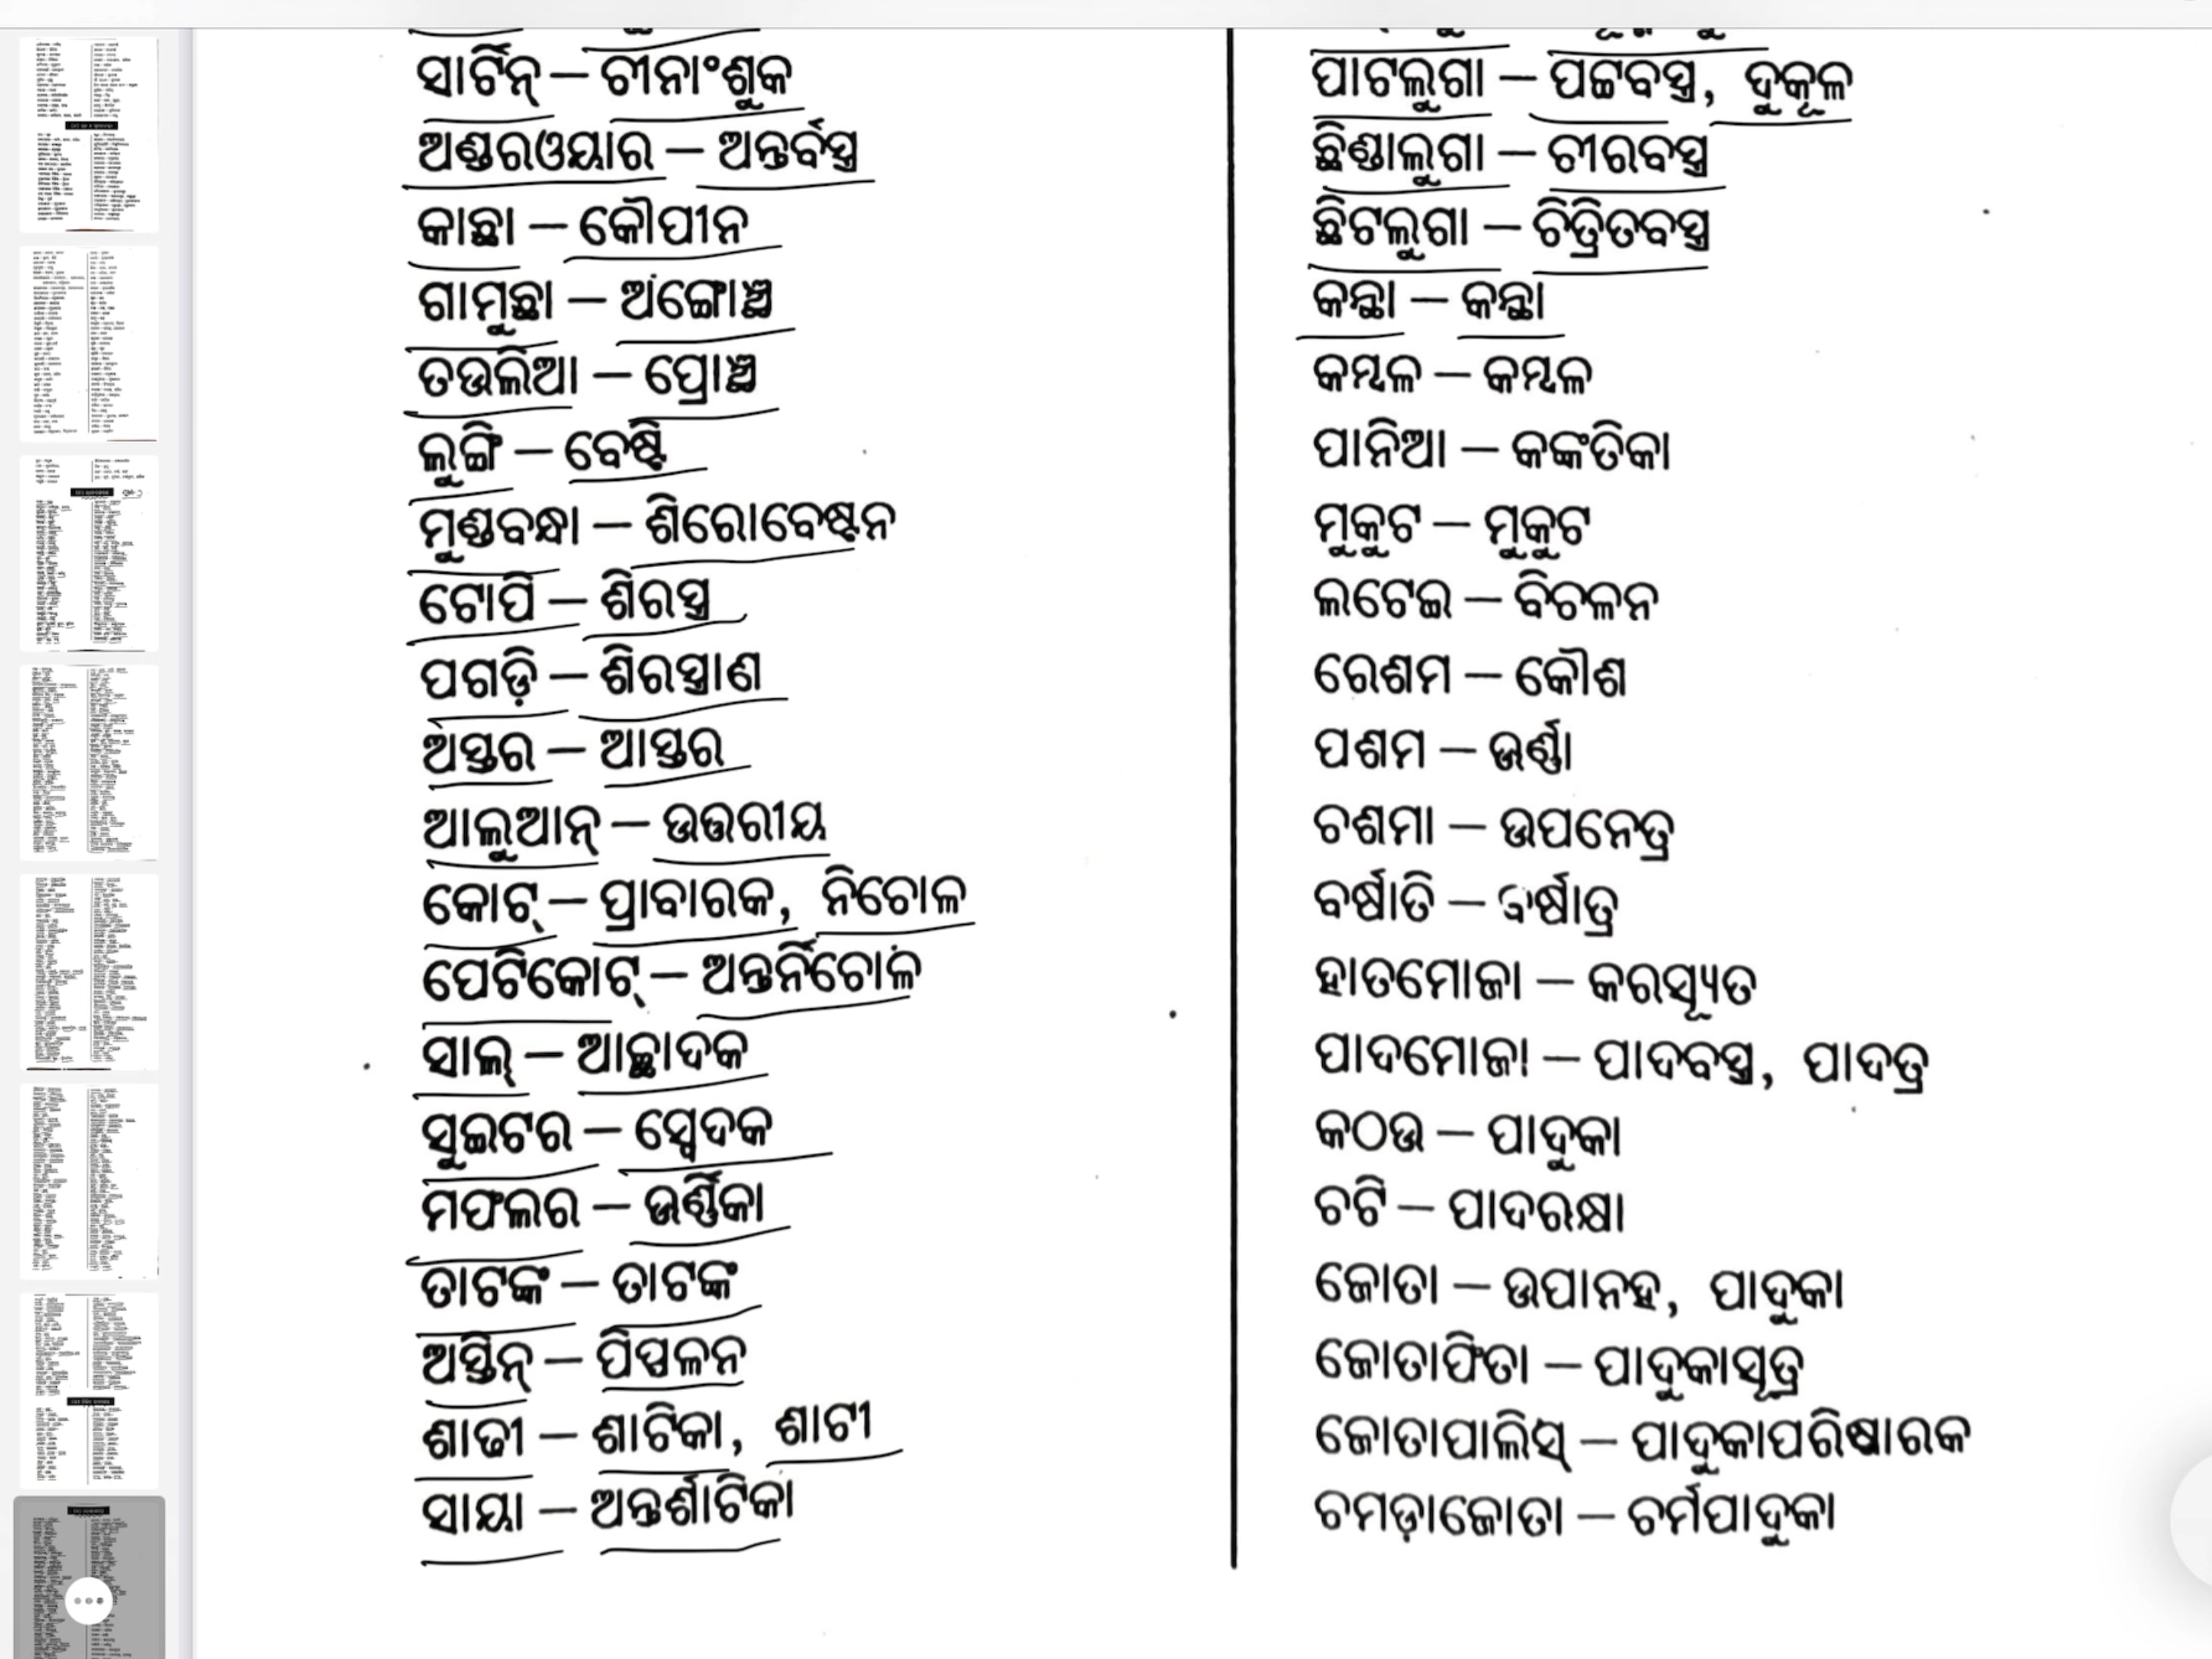 ସାର୍ଟିନ୍ – ଚୀନାଂଶୁକ
ଅଣ୍ଡରଓୟାର – ଅନ୍ତର୍ବସ୍ତ୍ର
କାଛା – କୌପୀନ
ଗାମୁଛା – ଅଂଙ୍ଗୋଞ୍ଛ
ତଉଲିଆ – ପ୍ରୋଞ୍ଛ
ଲୁଙ୍ଗି – ବେଷ୍ଟି
ମୁଣ୍ଡବନ୍ଧା – ଶିରୋବେଷ୍ଟନ
ଟୋପି – ଶିରସ୍ତ୍ର
ପଗଡ଼ି – ଶିରସ୍ତ୍ରାଣ
ଅସ୍ତର – ଆସ୍ତର
ଆଲୁଆନ୍ – ଉତ୍ତରୀୟ
କୋଟ୍ – ପ୍ରାବାରକ, ନିଚୋଳ
ପେଟିକୋଟ୍ – ଅନ୍ତର୍ନିଚୋଳ
ସାଲ୍ – ଆଚ୍ଛାଦକ
ସୁଇଟର – ସ୍ୱେଦକ
ମଫଲର – ଊର୍ଣ୍ଣିକା
ତାଟଙ୍କ – ତାଟଙ୍କ
ଅସ୍ତିନ୍ – ପିପ୍ପଳନ
ଶାଢୀ – ଶାଟିକା, ଶାଟୀ
ସାୟା – ଅନ୍ତର୍ଶାଟିକା
ପାଟଲୁଗା – ପଟ୍ଟବସ୍ତ୍ର, ଦୁକୂଳ
ଛିଣ୍ଡାଲୁଗା – ଚୀରବସ୍ତ୍ର
ଛିଟଲୁଗା – ଚିତ୍ରିତବସ୍ତ୍ର
କନ୍ଥା – କନ୍ଥା
କମ୍ବଳ – କମ୍ବଳ
ପାନିଆ – କଙ୍କତିକା
ମୁକୁଟ – ମୁକୁଟ
ଲଟେଇ – ବିଚଳନ
ରେଶମ – କୌଶ
ପଶମ – ଊର୍ଣ୍ଣା
ଚଶମା – ଉପନେତ୍ର
ବର୍ଷାତି – ବର୍ଷାତ୍ର
ହାତମୋଜା – କରସ୍ୟୂତ
ପାଦମୋଜା – ପାଦବସ୍ତ୍ର, ପାଦତ୍ର
କଠଉ – ପାଦୁକା
ଚଟି – ପାଦରକ୍ଷା
ଜୋତା – ଉପାନହ, ପାଦୁକା
ଜୋତାଫିତା – ପାଦୁକାସୂତ୍ର
ଜୋତାପାଲିସ୍ – ପାଦୁକାପରିଷ୍କାରକ
ଚମଡ଼ାଜୋତା – ଚର୍ମପାଦୁକା